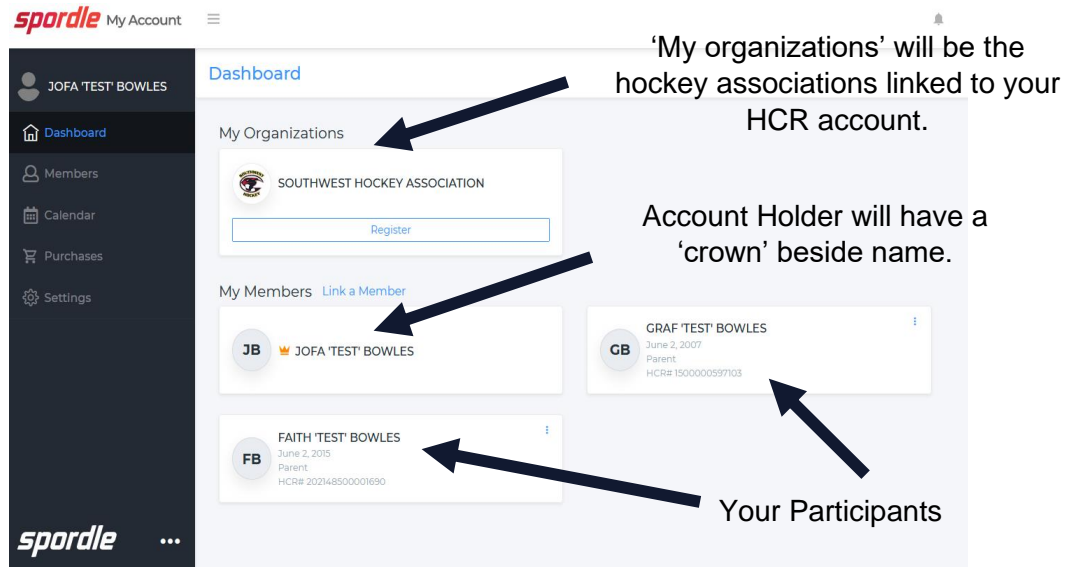 spordle My Account
JOFA 'TEST' BOWLES
Dashboard
Members
Calendar
Purchases
Settings
spordle
Dashboard
'My organizations' will be the
hockey associations linked to your
HCR account.
My Organizations
SOUTHWEST HOCKEY ASSOCIATION
Register
Account Holder will have a
'crown' beside name.
My Members Link a Member
JB JOFA 'TEST' BOWLES
GB
GRAF 'TEST' BOWLES
June 2, 2007
Parent
HCR# 1500000597103
FB
FAITH 'TEST' BOWLES
June 2, 2015
Parent
HCR# 202148500001690
Your Participants